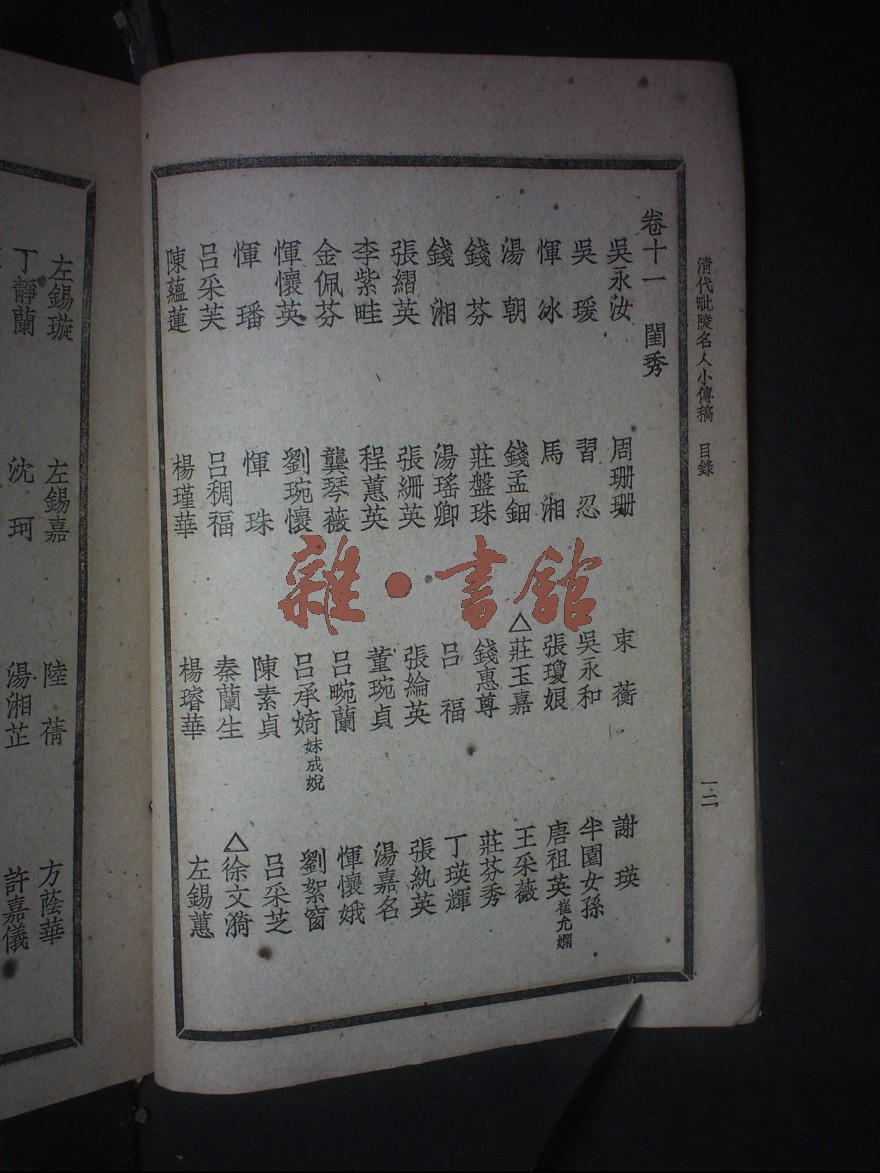 清代毗陵名人小傳稿 目錄 一二
卷十一 閨秀
吳永汝 周珊珊 束蘅 謝瑛
吳瑗 習忍 吳永和 半園女孫
惲冰 馬湘 張瓊娘 唐祖英 崔尤嫺
湯朝 錢孟鈿 △莊玉嘉 王采薇
錢芬 莊盤珠 錢惠尊 莊芬秀
錢湘 湯瑤卿 呂福 丁瑛輝
張褶英 張綳英 張綸英 張紈英
李紫畦 程蕙英 董琬貞 湯嘉名
金佩芬 龔琴薇 呂畹蘭 惲懷娥
惲懷英 劉琬懷 呂承婍 妹成婗 劉絮窗
惲璠 惲珠 陳素貞 呂采芝
呂采芙 呂稠福 秦蘭生 △徐文漪
陳蘊蓮 楊瑾華 楊璿華 左錫蕙
左錫璇 左錫嘉 陸蒨 方蔭華
丁靜蘭 沈珂 湯湘芷 許嘉儀
雜·書館